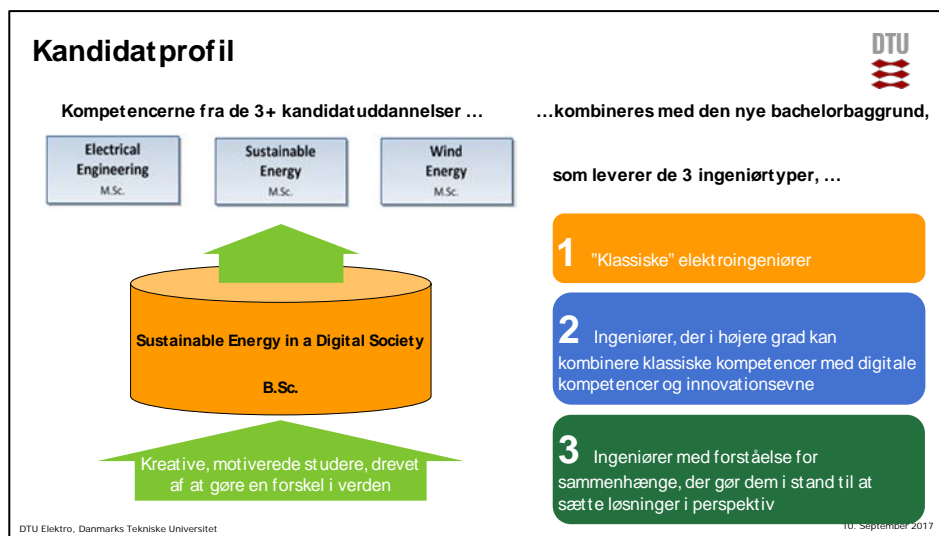 Kandidatprofil
DTU
Kompetencerne fra de 3+ kandidatuddannelser …
Electrical
Engineering
M.Sc.
Sustainable
Energy
M.Sc.
Wind
Energy
M.Sc.
Sustainable Energy in a Digital Society
B.Sc.
Kreative, motiverede studere, drevet
af at gøre en forskel i verden
…kombineres med den nye bachelorbaggrund,
som leverer de 3 ingeniørtyper, …
1 "Klassiske" elektroingeniører
2 Ingeniører, der i højere grad kan
kombinere klassiske kompetencer med digitale
kompetencer og innovationsevne
3 Ingeniører med forståelse for
sammenhænge, der gør dem i stand til at
sætte løsninger i perspektiv
DTU Elektro, Danmarks Tekniske Universitet
10. September 2017